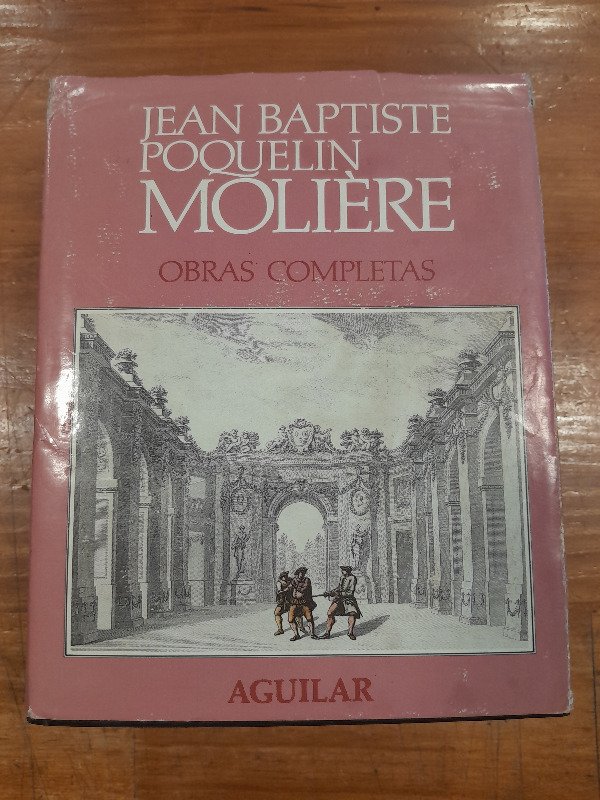 JEAN BAPTISTE
POQUELIN
MOLIÈRE
OBRAS COMPLETAS
AGUILAR